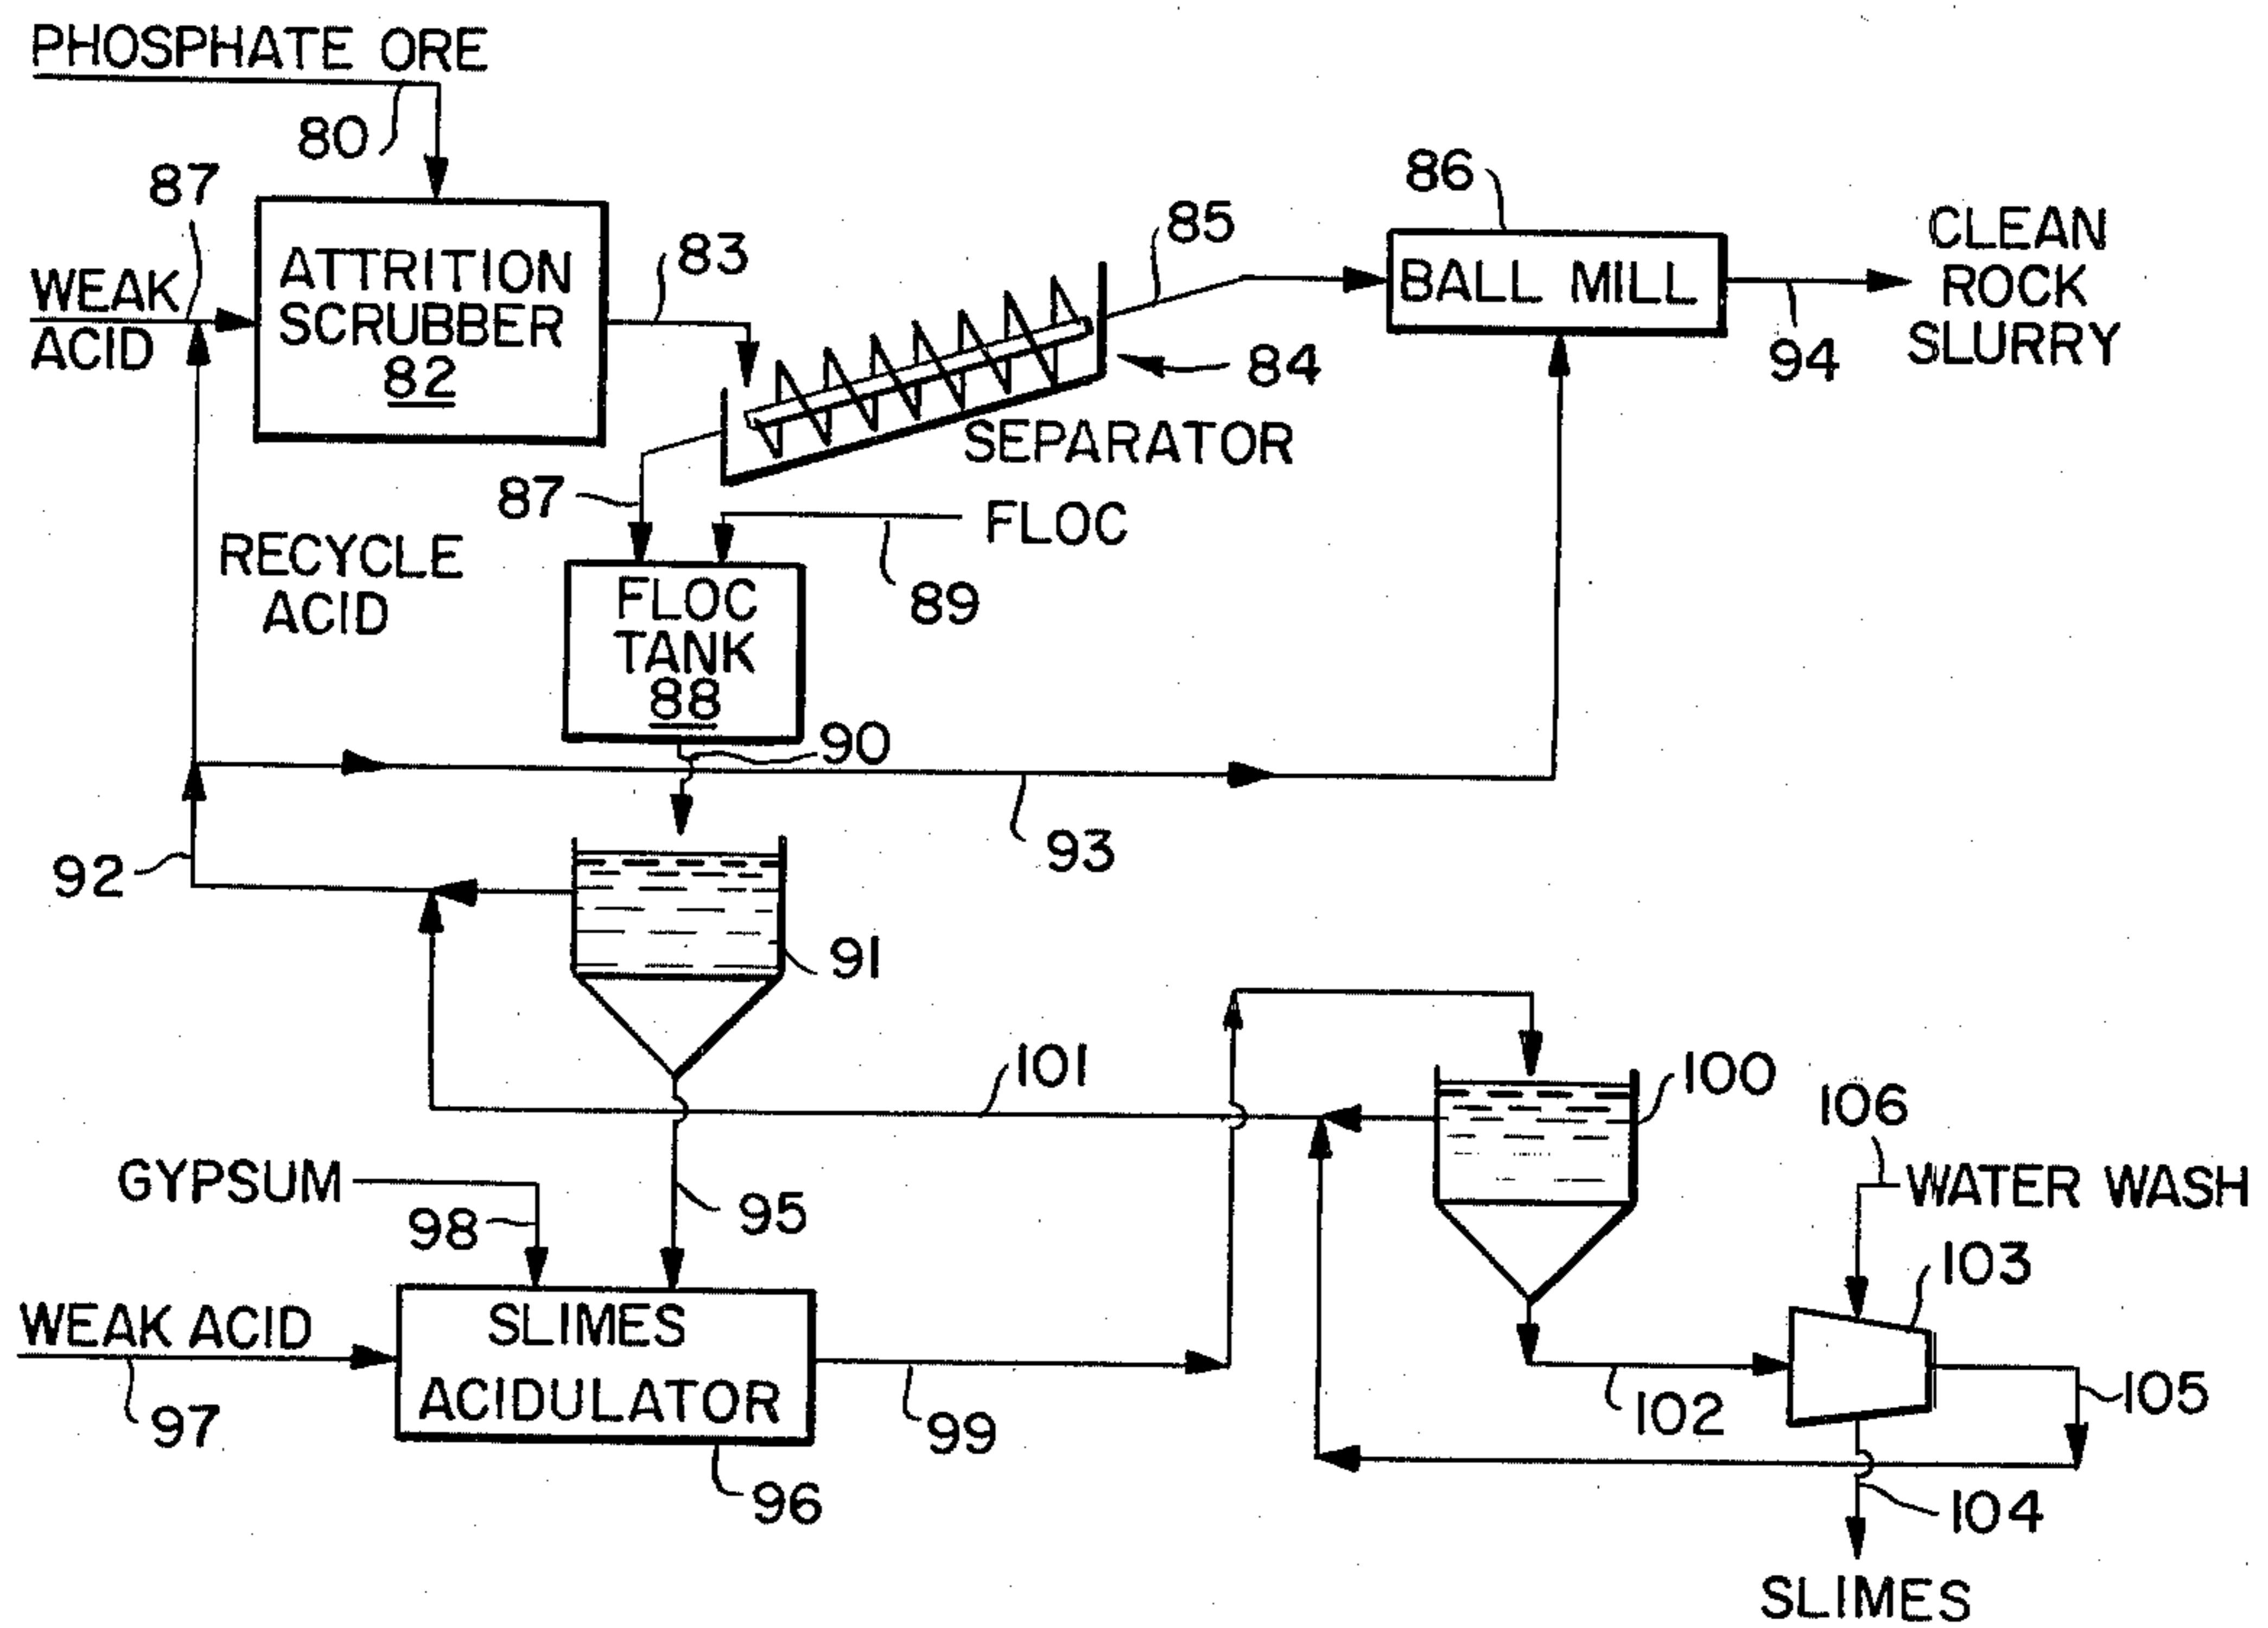 PHOSPHATE ORE
80
87
WEAK
ACID
ATTRITION
SCRUBBER
82
83
85
86
BALL MILL
94
CLEAN
ROCK
SLURRY
84
SEPARATOR
87
FLOC
89
RECYCLE
ACID
FLOC
TANK
88
90
93
92
91
101
100
106
WATER WASH
GYPSUM
98
95
103
WEAK ACID
97
SLIMES
ACIDULATOR
96
99
102
105
104
SLIMES